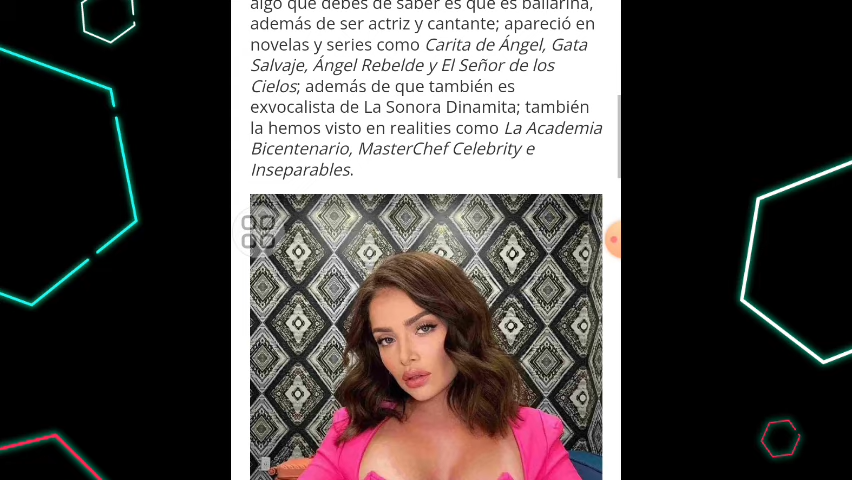 algo que debes de saber es que es bailarina,
además de ser actriz y cantante; apareció en
novelas y series como Carita de Ángel, Gata
Salvaje, Ángel Rebelde y El Señor de los
Cielos; además de que también es
exvocalista de La Sonora Dinamita; también
la hemos visto en realities como La Academia
Bicentenario, MasterChef Celebrity e
Inseparables.